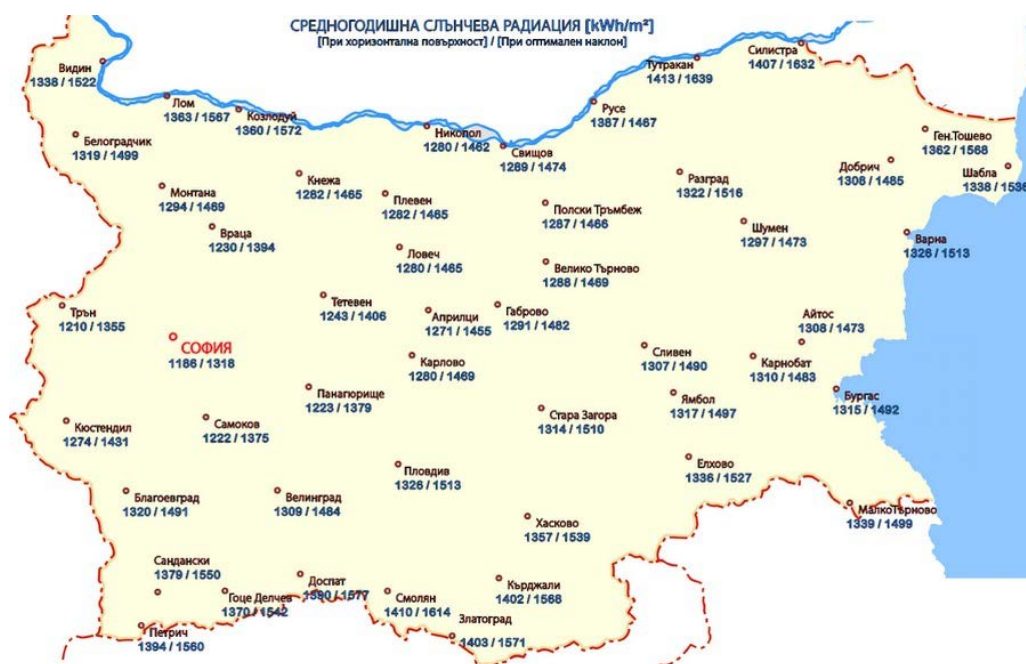 СРЕДНОГОДИШНА СЛЪНЧЕВА РАДИАЦИЯ [kWh/m²]
[При хоризонтална повърхност] / [При оптимален наклон]
Видин
1338 / 1522
Лом
1363 / 1567
Козлодуй
1360 / 1572
Никопол
1280 / 1462
Свищов
1289 / 1474
Русе
1387 / 1467
Тутракан
1413 / 1639
Силистра
1407 / 1632
Ген.Тошево
1362 / 1568
Добрич
1308 / 1485
Шабла
1338 / 1536
Белоградчик
1319 / 1499
Монтана
1294 / 1469
Враца
1230 / 1394
Кнежа
1282 / 1465
Плевен
1282 / 1465
Ловеч
1280 / 1465
Полски Тръмбеж
1287 / 1466
Велико Търново
1288 / 1469
Разград
1322 / 1516
Шумен
1297 / 1473
Варна
1326 / 1513
Трън
1210 / 1355
СОФИЯ
1186 / 1318
Тетевен
1243 / 1406
Априлци
1271 / 1455
Габрово
1291 / 1482
Карлово
1280 / 1469
Сливен
1307 / 1490
Айтос
1308 / 1473
Карнобат
1310 / 1483
Бургас
1315 / 1492
Ямбол
1317 / 1497
Кюстендил
1274 / 1431
Самоков
1222 / 1375
Панагюрище
1223 / 1379
Стара Загора
1314 / 1510
Елхово
1336 / 1527
МалкоТърново
1339 / 1499
Благоевград
1320 / 1491
Велинград
1309 / 1484
Пловдив
1326 / 1513
Хасково
1357 / 1539
Сандански
1379 / 1550
Гоце Делчев
1370 / 1542
Доспат
1390 / 1577
Смолян
1410 / 1614
Кърджали
1402 / 1568
Златоград
1403 / 1571
Петрич
1394 / 1560